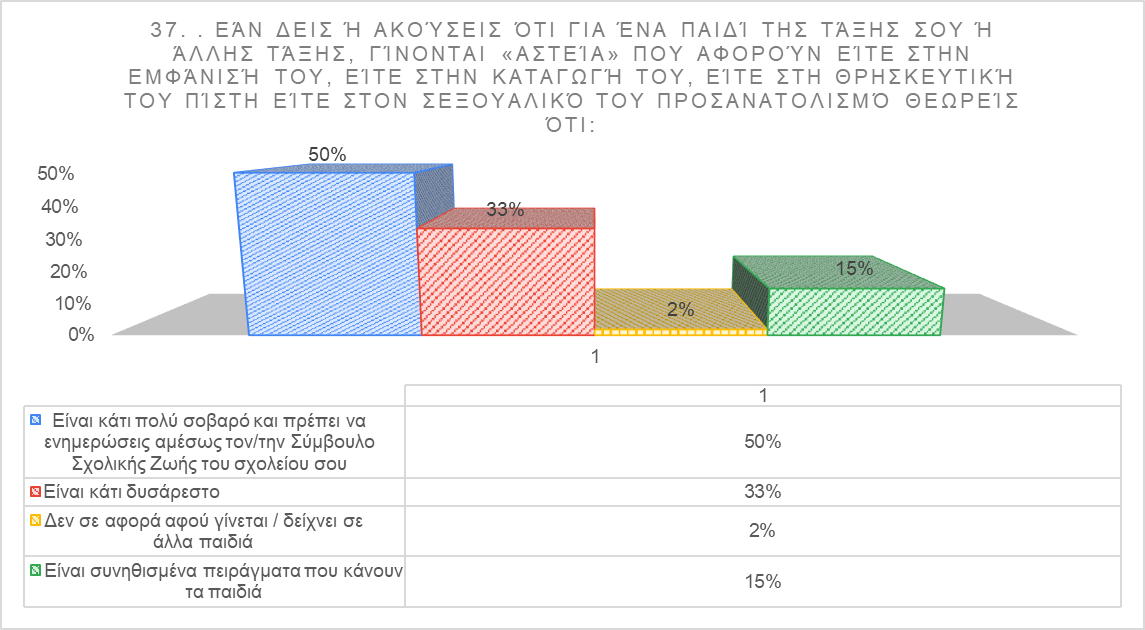 37. . ΕΆΝ ΔΕΙΣ Ή ΑΚΟΎΣΕΙΣ ΌΤΙ ΓΙΑ ΈΝΑ ΠΑΙΔΊ ΤΗΣ ΤΆΞΗΣ ΣΟΥ Ή
ΆΛΛΗΣ ΤΆΞΗΣ, ΓΊΝΟΝΤΑΙ «ΑΣΤΕΊΑ» ΠΟΥ ΑΦΟΡΟΎΝ ΕΊΤΕ ΣΤΗΝ
ΕΜΦΆΝΙΣΉ ΤΟΥ, ΕΊΤΕ ΣΤΗΝ ΚΑΤΑΓΩΓΉ ΤΟΥ, ΕΊΤΕ ΣΤΗ ΘΡΗΣΚΕΥΤΙΚΉ
ΤΟΥ ΠΊΣΤΗ ΕΊΤΕ ΣΤΟΝ ΣΕΞΟΥΑΛΙΚΌ ΤΟΥ ΠΡΟΣΑΝΑΤΟΛΙΣΜΌ ΘΕΩΡΕΊΣ
ΌΤΙ:
50%
33%
2%
15%
50%
40%
30%
20%
10%
0%
1
1
Είναι κάτι πολύ σοβαρό και πρέπει να
ενημερώσεις αμέσως τον/την Σύμβουλο
Σχολικής Ζωής του σχολείου σου
50%
Είναι κάτι δυσάρεστο
33%
Δεν σε αφορά αφού γίνεται / δείχνει σε
άλλα παιδιά
2%
Είναι συνηθισμένα πειράγματα που κάνουν
τα παιδιά
15%